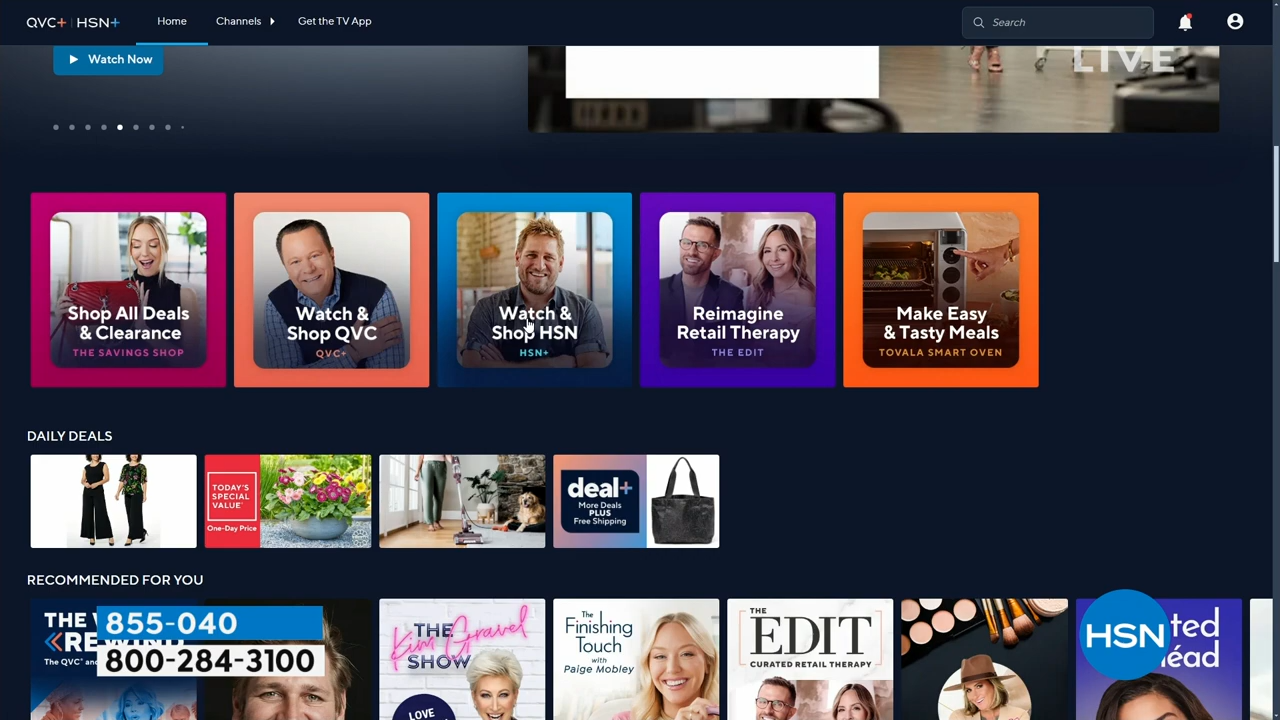 QVC+ | HSN+
Home
Channels
Get the TV App
Search
Watch Now
LIVE
Shop All Deals
& Clearance
THE SAVINGS SHOP
Watch &
Shop QVC
QVC+
Watch &
Shop HSN
HSN+
Reimagine
Retail Therapy
THE EDIT
Make Easy
& Tasty Meals
TOVALA SMART OVEN
DAILY DEALS
TODAY'S
SPECIAL
VALUE®
One-Day Price
deal+
More Deals
PLUS
Free Shipping
RECOMMENDED FOR YOU
THE
The QVC+ and
855-040
800-284-3100
THE
Kim Gravel
SHOW
LOVE
The
Finishing
Touch
with
Paige Mobley
THE
EDIT
CURATED RETAIL THERAPY
HSN